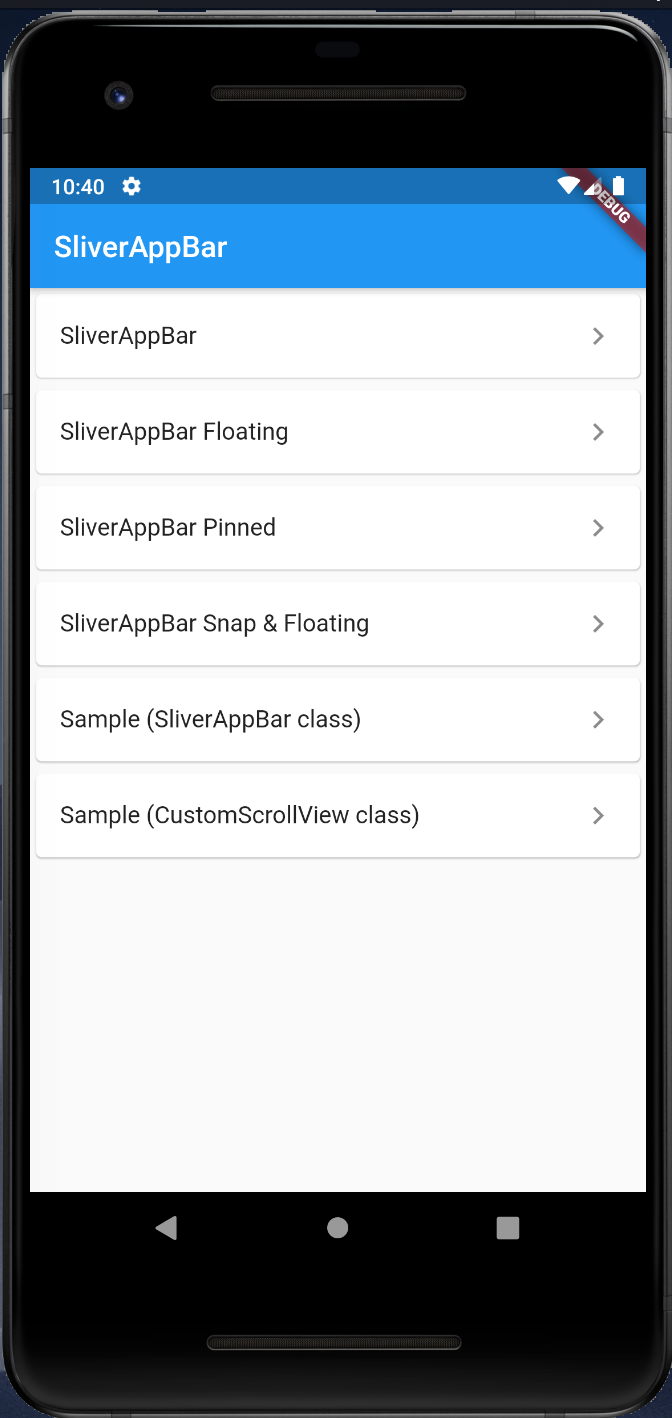 10:40
DEBUG
SliverAppBar
SliverAppBar
SliverAppBar Floating
SliverAppBar Pinned
SliverAppBar Snap & Floating
Sample (SliverAppBar class)
Sample (CustomScrollView class)